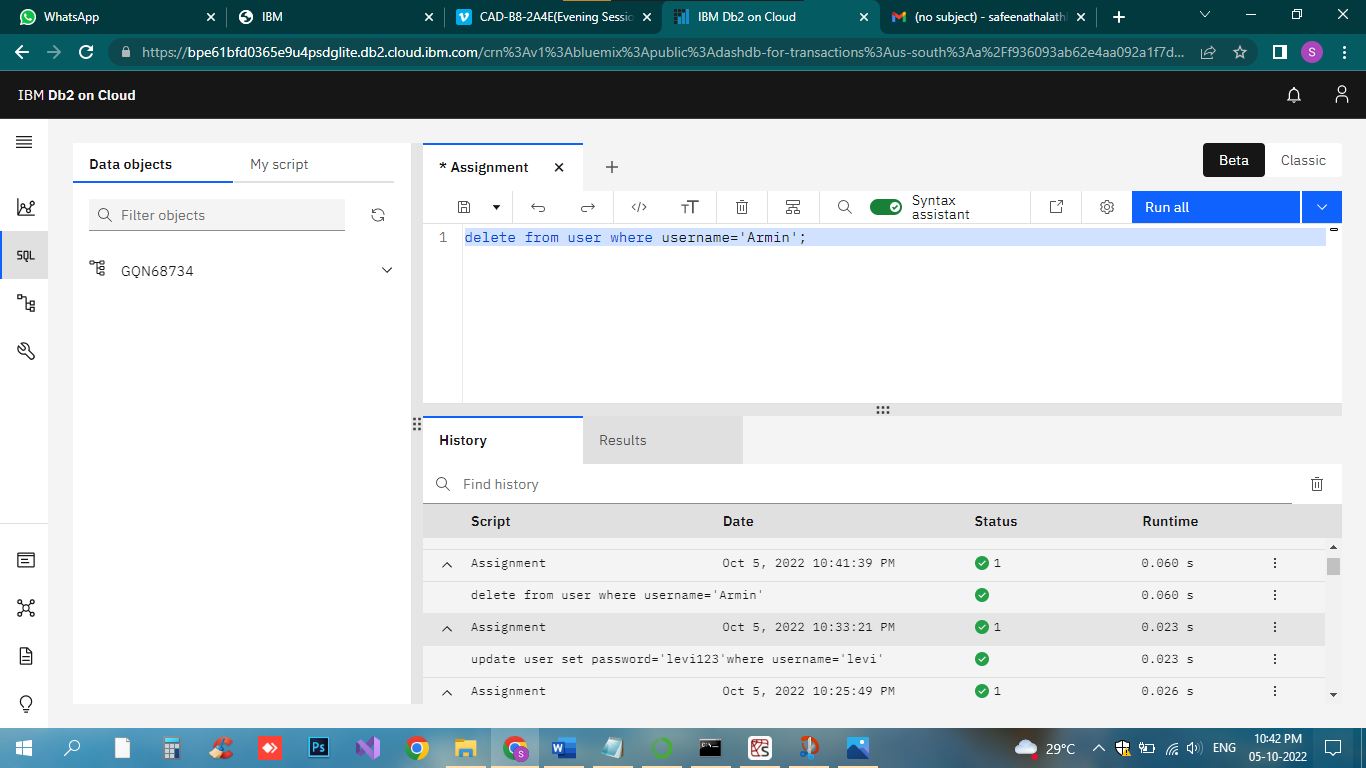 WhatsApp
IBM
CAD-B8-2A4E(Evening Sessio
IBM Db2 on Cloud
(no subject) - safeenathalath
https://bpe61bfd0365e9u4psdglite.db2.cloud.ibm.com/crn%3Av1%3Abluemix%3Apublic%3Adashdb-for-transactions%3Aus-south%3Aa%2Ff936093ab62e4aa092a1f7d...
S
IBM Db2 on Cloud
Data objects
My script
* Assignment
Beta
Classic
Filter objects
Syntax
assistant
Run all
SQL
GQN68734
1 delete from user where username='Armin';
History
Results
Find history
Script Date Status Runtime
Assignment Oct 5, 2022 10:41:39 PM 1 0.060 s
delete from user where username='Armin' 0.060 s
Assignment Oct 5, 2022 10:33:21 PM 1 0.023 s
update user set password='levi123'where username='levi' 0.023 s
Assignment Oct 5, 2022 10:25:49 PM 1 0.026 s
Ps
29°C
ENG
10:42 PM
05-10-2022